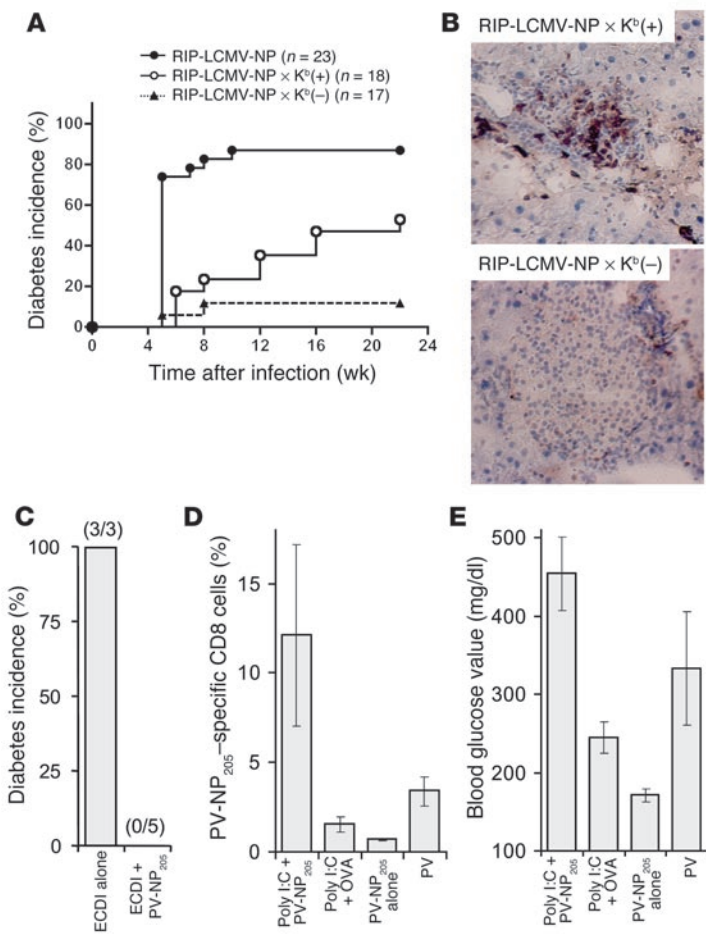 A
RIP-LCMV-NP (n = 23)
RIP-LCMV-NP × Kᵇ(+) (n = 18)
RIP-LCMV-NP × Kᵇ(–) (n = 17)
Diabetes incidence (%)
100
80
60
40
20
0
0
4
8
12
16
20
24
Time after infection (wk)
B
RIP-LCMV-NP × Kᵇ(+)
RIP-LCMV-NP × Kᵇ(–)
C
(3/3)
Diabetes incidence (%)
100
75
50
25
0
(0/5)
ECDI alone
ECDI +
PV-NP₂₀₅
D
PV-NP₂₀₅–specific CD8 cells (%)
15
10
5
0
Poly I:C +
PV-NP₂₀₅
Poly I:C
+ OVA
PV-NP₂₀₅
alone
PV
E
Blood glucose value (mg/dl)
500
400
300
200
100
Poly I:C +
PV-NP₂₀₅
Poly I:C
+ OVA
PV-NP₂₀₅
alone
PV